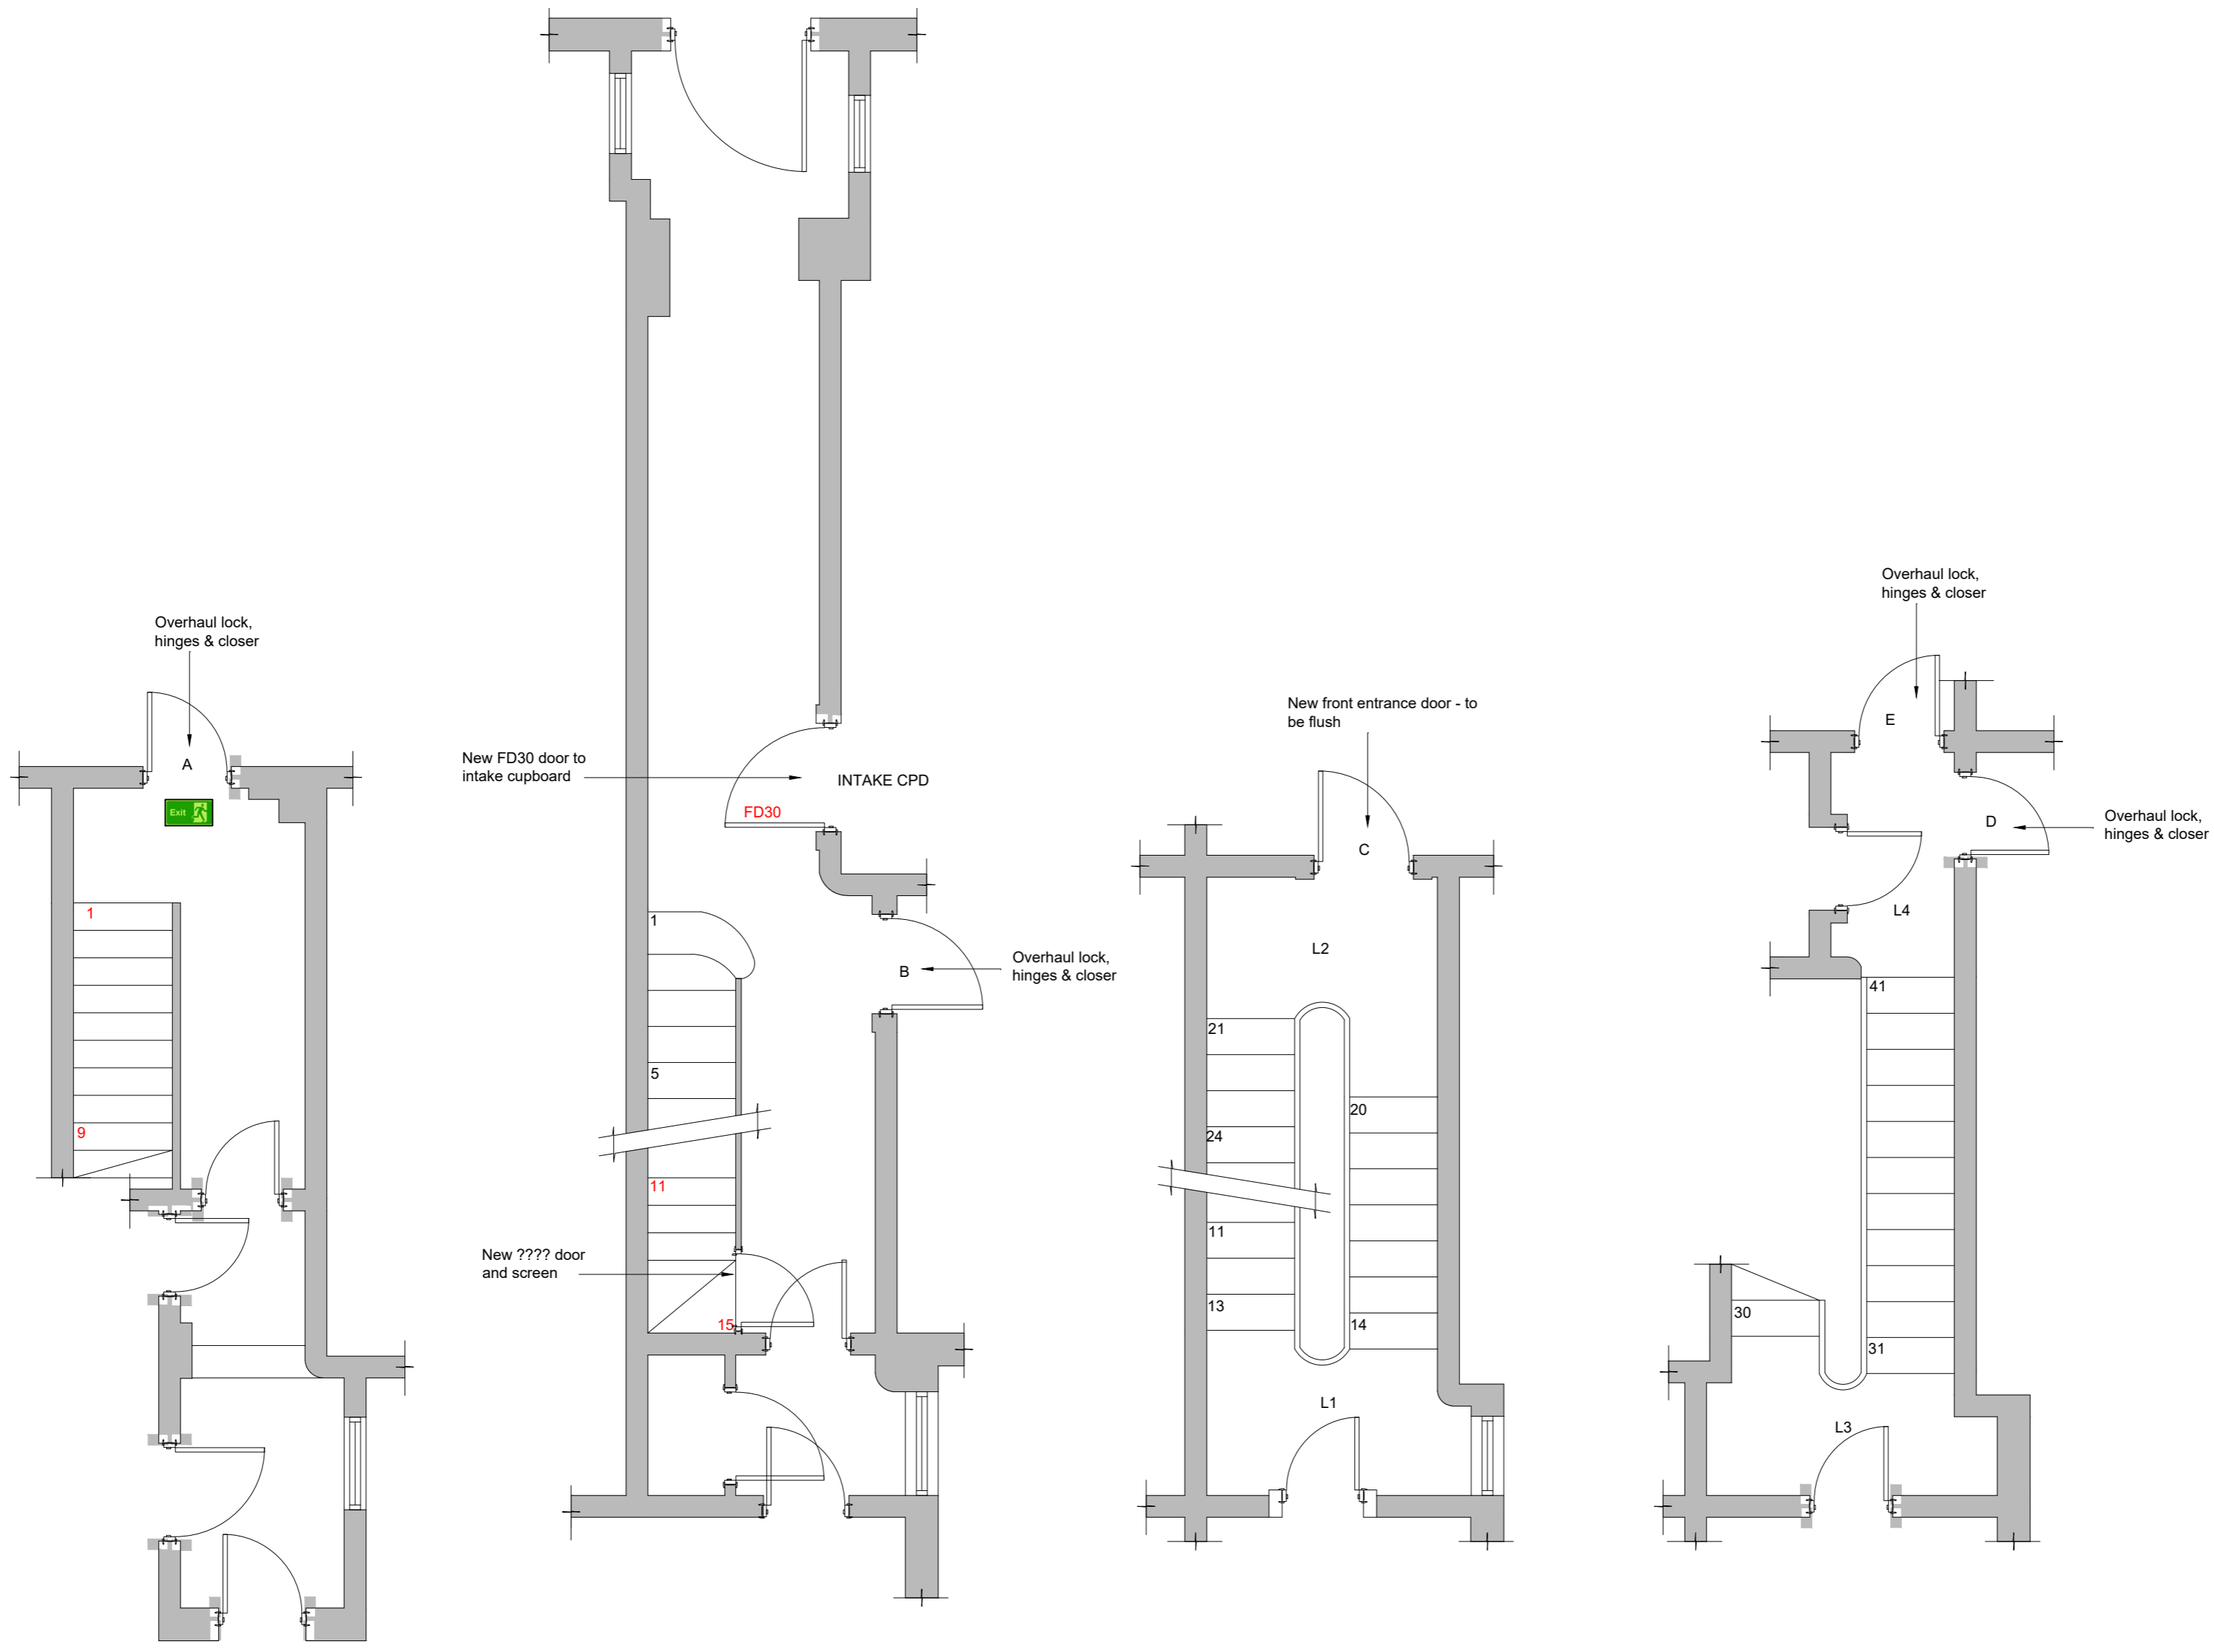 Overhaul lock,
hinges & closer
A
Exit
1
9
New FD30 door to
intake cupboard
INTAKE CPD
FD30
1
B
Overhaul lock,
hinges & closer
5
11
New ???? door
and screen
15
New front entrance door - to
be flush
C
L2
21
20
24
11
13
14
L1
Overhaul lock,
hinges & closer
E
D
Overhaul lock,
hinges & closer
L4
41
30
31
L3